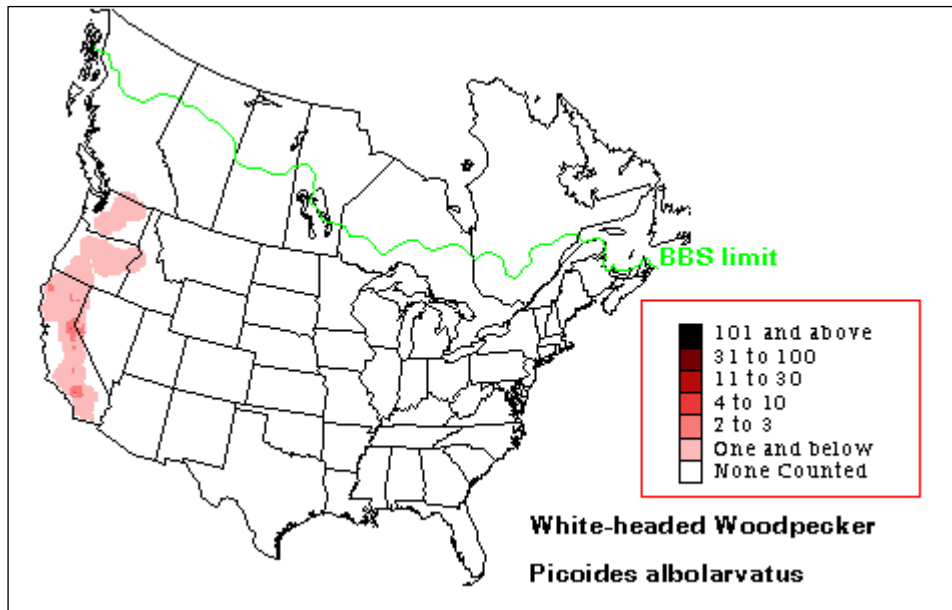 BBS limit
101 and above
31 to 100
11 to 30
4 to 10
2 to 3
One and below
None Counted
White-headed Woodpecker
Picoides albolarvatus